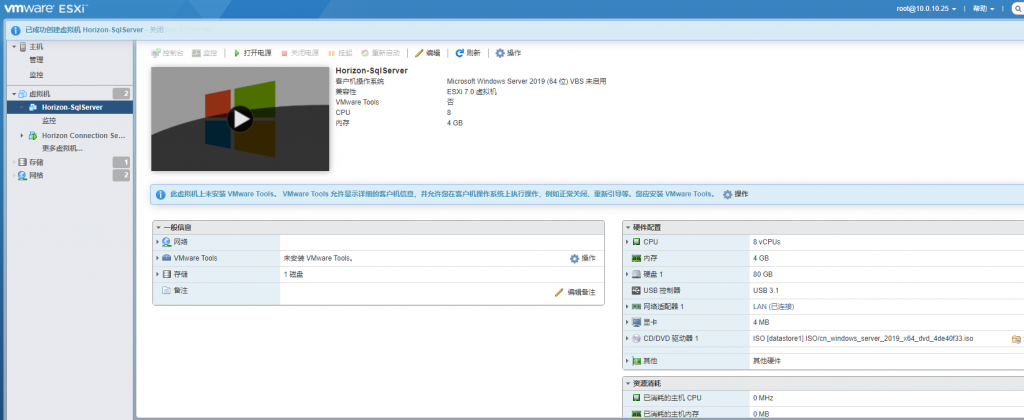 vmware ESXi
root@10.0.10.25
帮助
已成功创建虚拟机 Horizon-SqlServer - 关闭
主机
管理
监控
虚拟机 2
Horizon-SqlServer
监控
Horizon Connection Se...
更多虚拟机...
存储 1
网络 2
控制台 监控 打开电源 关闭电源 挂起 重新启动 编辑 刷新 操作
Horizon-SqlServer
客户机操作系统 Microsoft Windows Server 2019 (64 位) VBS 未启用
兼容性 ESXi 7.0 虚拟机
VMware Tools 否
CPU 8
内存 4 GB
此虚拟机上未安装 VMware Tools。 VMware Tools 允许显示详细的客户机信息，并允许您在客户机操作系统上执行操作，例如正常关闭、重新引导等。您应安装 VMware Tools。 操作
一般信息
网络
VMware Tools 未安装 VMware Tools。 操作
存储 1 磁盘
备注 编辑备注
硬件配置
CPU 8 vCPUs
内存 4 GB
硬盘 1 80 GB
USB 控制器 USB 3.1
网络适配器 1 LAN (已连接)
显卡 4 MB
CD/DVD 驱动器 1 ISO [datastore1] ISO/cn_windows_server_2019_x64_dvd_4de40f33.iso
其他 其他硬件
资源消耗
已消耗的主机 CPU 0 MHz
已消耗的主机内存 0 MB